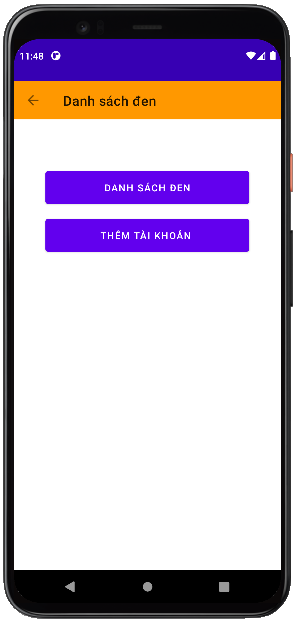 11:48
Danh sách đen
DANH SÁCH ĐEN
THÊM TÀI KHOẢN